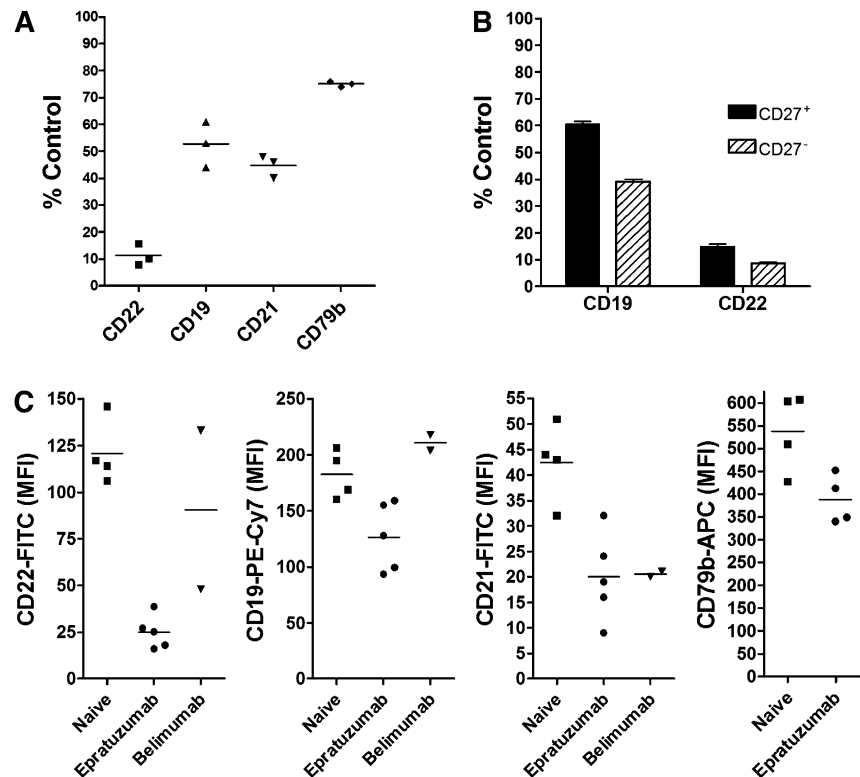 A
% Control
100
90
80
70
60
50
40
30
20
10
0
CD22
CD19
CD21
CD79b
B
% Control
100
90
80
70
60
50
40
30
20
10
0
CD27+
CD27-
CD19
CD22
C
CD22-FITC (MFI)
150
125
100
75
50
25
0
Naive
Epratuzumab
Belimumab
CD19-PE-Cy7 (MFI)
250
200
150
100
50
0
Naive
Epratuzumab
Belimumab
CD21-FITC (MFI)
55
50
45
40
35
30
25
20
15
10
5
0
Naive
Epratuzumab
Belimumab
CD79b-APC (MFI)
600
550
500
450
400
350
300
250
200
150
100
50
0
Naive
Epratuzumab